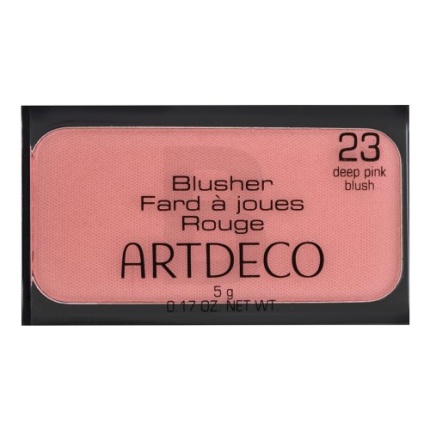 23
deep pink
blush
Blusher
Fard à joues
Rouge
ARTDECO
5 g
0.17 OZ. NET WT.